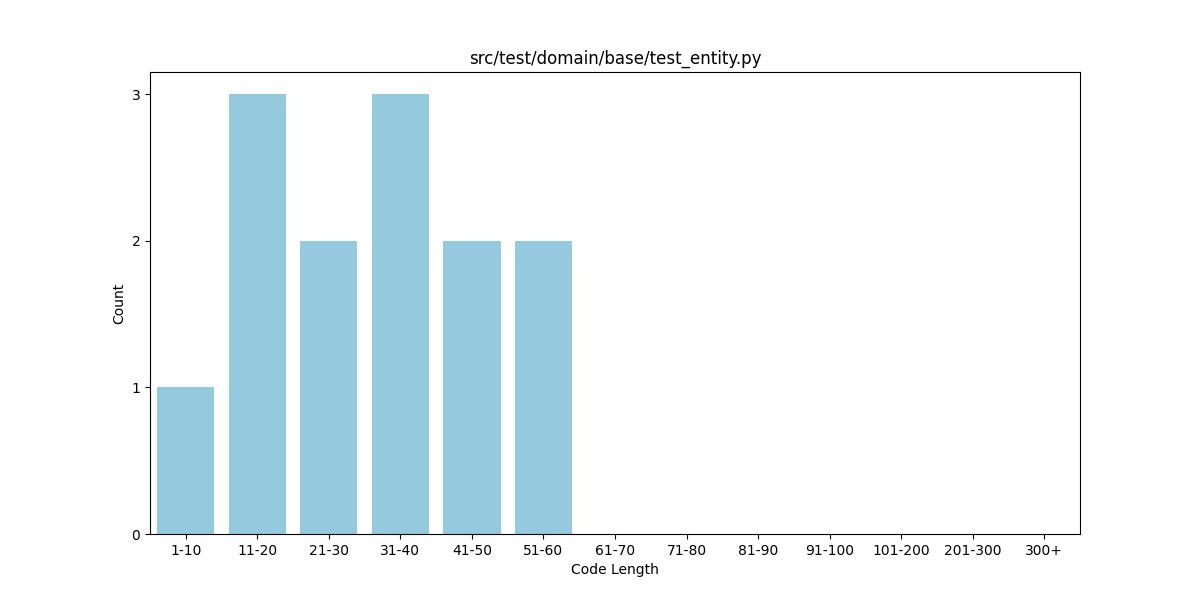 src/test/domain/base/test_entity.py
3
2
1
0
Count
1-10 11-20 21-30 31-40 41-50 51-60 61-70 71-80 81-90 91-100 101-200 201-300 300+
Code Length